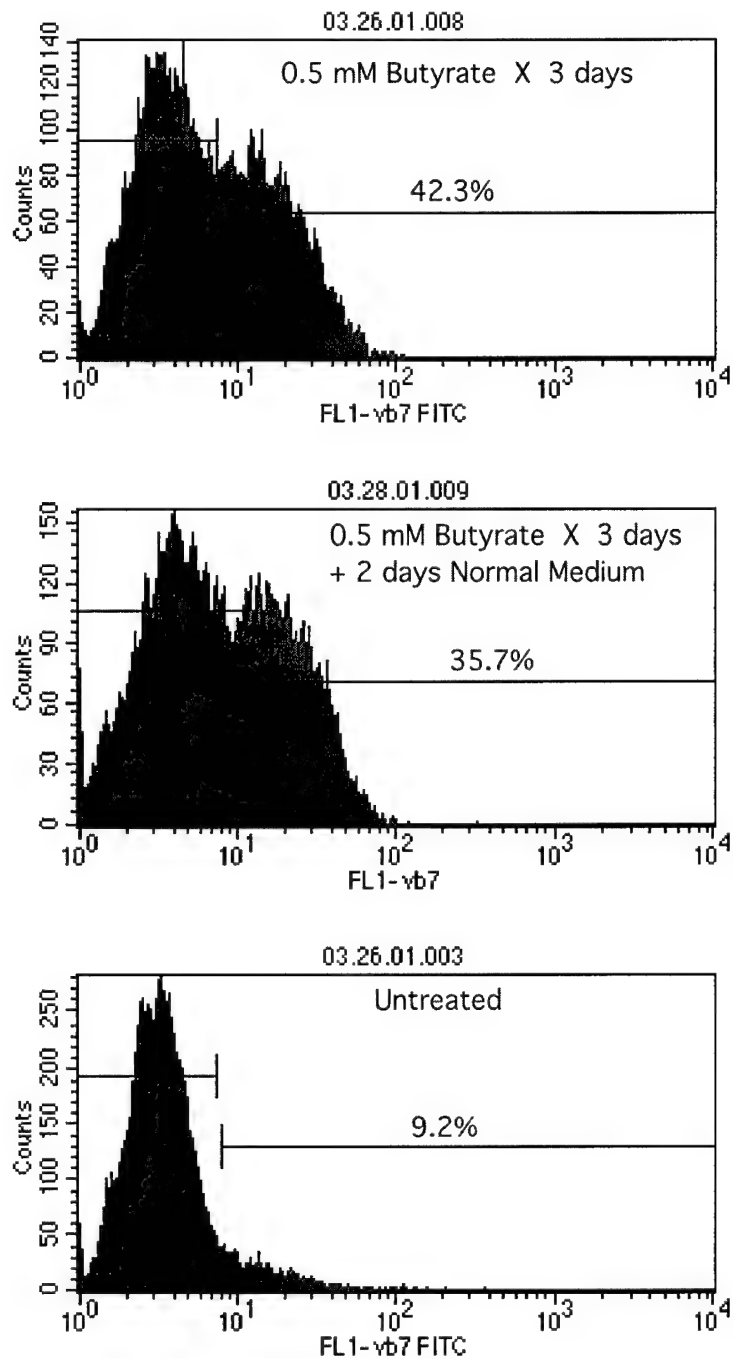 03.26.01.008
0.5 mM Butyrate X 3 days
42.3%
Counts
140
120
100
80
60
40
20
0
10^0 10^1 10^2 10^3 10^4
FL1-vb7 FITC
03.28.01.009
0.5 mM Butyrate X 3 days
+ 2 days Normal Medium
35.7%
Counts
150
120
90
60
30
0
10^0 10^1 10^2 10^3 10^4
FL1-vb7
03.26.01.003
Untreated
9.2%
Counts
250
200
150
100
50
0
10^0 10^1 10^2 10^3 10^4
FL1-vb7 FITC